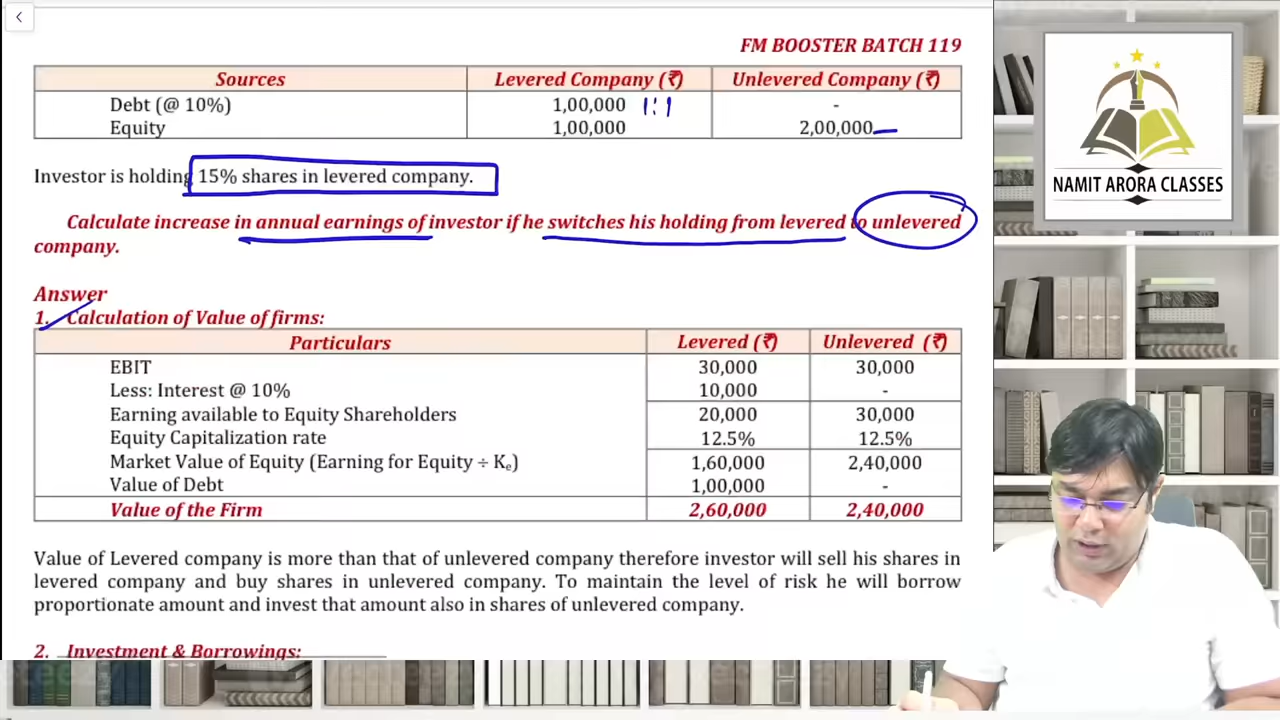 FM BOOSTER BATCH 119
Sources Levered Company (₹) Unlevered Company (₹)
Debt (@ 10%) 1,00,000 1:1 -
Equity 1,00,000 2,00,000
Investor is holding 15% shares in levered company.
Calculate increase in annual earnings of investor if he switches his holding from levered to unlevered
company.
Answer
1. Calculation of Value of firms:
Particulars Levered (₹) Unlevered (₹)
EBIT 30,000 30,000
Less: Interest @ 10% 10,000 -
Earning available to Equity Shareholders 20,000 30,000
Equity Capitalization rate 12.5% 12.5%
Market Value of Equity (Earning for Equity ÷ Kₑ) 1,60,000 2,40,000
Value of Debt 1,00,000 -
Value of the Firm 2,60,000 2,40,000
Value of Levered company is more than that of unlevered company therefore investor will sell his shares in
levered company and buy shares in unlevered company. To maintain the level of risk he will borrow
proportionate amount and invest that amount also in shares of unlevered company.
2. Investment & Borrowings:
NAMIT ARORA CLASSES